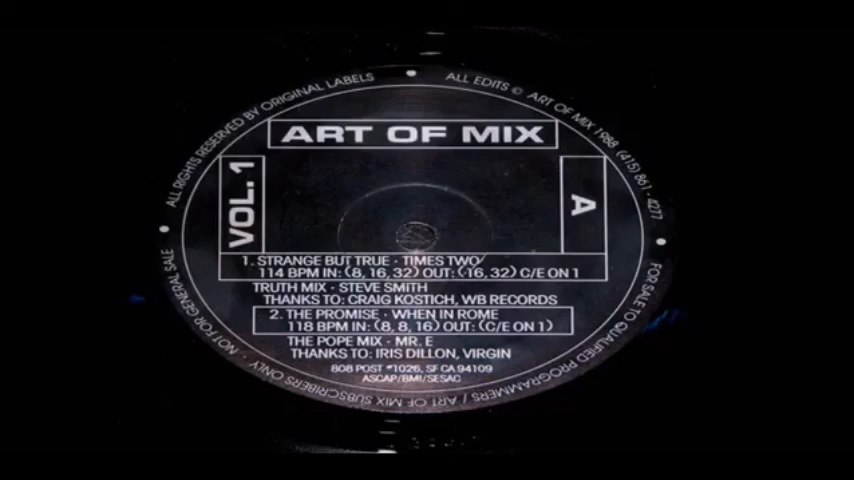 ALL RIGHTS RESERVED BY ORIGINAL LABELS • ALL EDITS © ART OF MIX 1988 (415) 861-4277
ART OF MIX
VOL. 1
A
1. STRANGE BUT TRUE • TIMES TWO
114 BPM IN: (8, 16, 32) OUT: (-16, 32) C/E ON 1
TRUTH MIX • STEVE SMITH
THANKS TO: CRAIG KOSTICH, WB RECORDS
2. THE PROMISE • WHEN IN ROME
118 BPM IN: (8, 8, 16) OUT: (C/E ON 1)
THE POPE MIX • MR. E
THANKS TO: IRIS DILLON, VIRGIN
808 POST #1026, SF CA 94109
ASCAP/BMI/SESAC
• FOR SALE TO QUALIFIED PROGRAMMERS / ART OF MIX SUBSCRIBERS ONLY • NOT FOR GENERAL SALE •